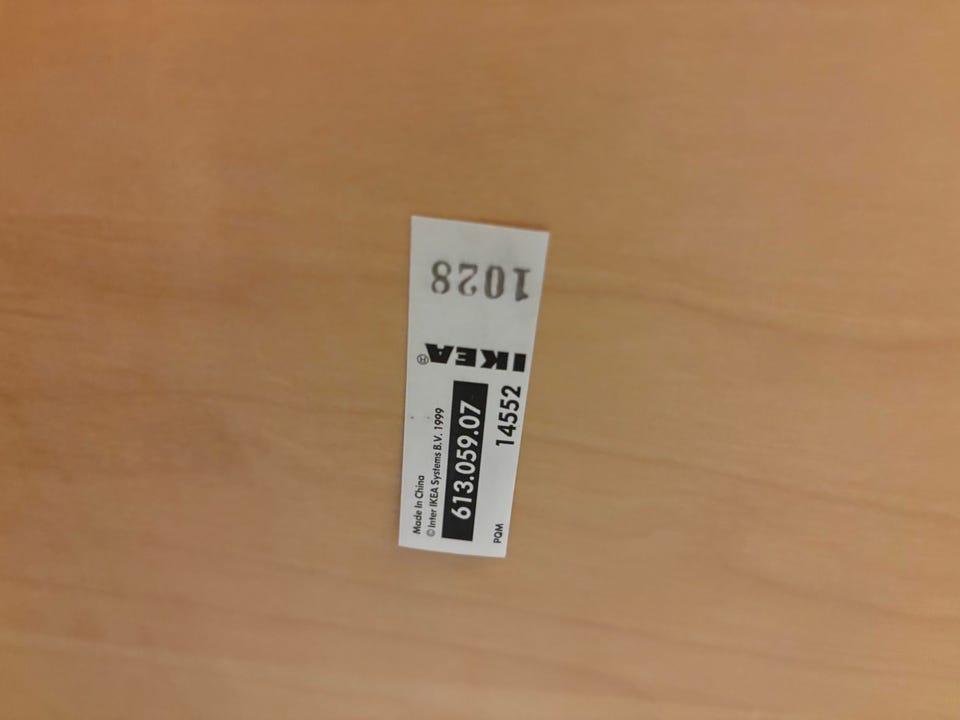 1028
IKEA®
Made In China
© Inter IKEA Systems B.V. 1999
613.059.07
14552
PQM